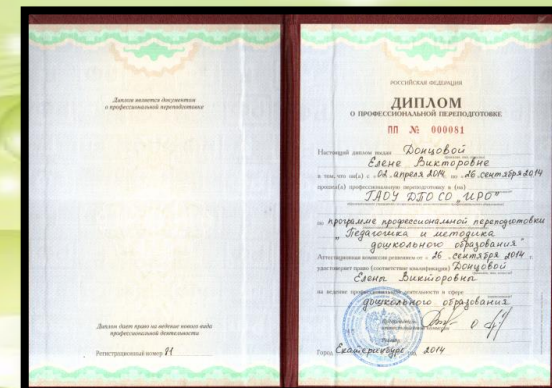 Диплом является документом
о профессиональной переподготовке
Диплом дает право на ведение нового вида
профессиональной деятельности
Регистрационный номер 81
РОССИЙСКАЯ ФЕДЕРАЦИЯ
ДИПЛОМ
О ПРОФЕССИОНАЛЬНОЙ ПЕРЕПОДГОТОВКЕ
ПП № 000081
Настоящий диплом выдан Донцовой
Елене Викторовне
в том, что он(а) с «02» апреля 2014 по «26» сентября 2014
прошел(а) профессиональную переподготовку в (на)
ГАОУ ДПО СО "ИРО"
по программе профессиональной переподготовки
"Педагогика и методика
дошкольного образования"
Аттестационная комиссия решением от «26» сентября 2014 г.
удостоверяет право (соответствие квалификации) Донцовой
Елены Викторовны
на ведение профессиональной деятельности в сфере
дошкольного образования
Город Екатеринбург год 2014